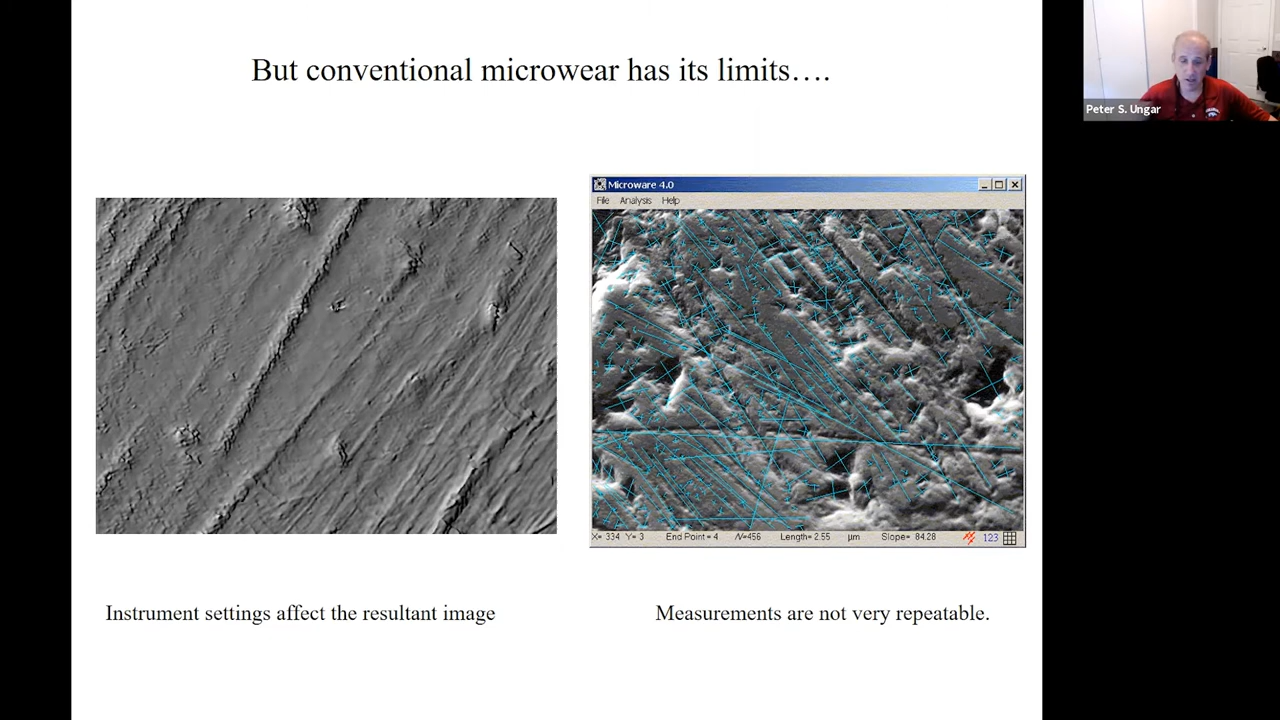 But conventional microwear has its limits….
Peter S. Ungar
Microware 4.0
File Analysis Help
X= 334 Y= 3 End Point = 4 N=456 Length= 2.55 µm Slope= 84.28 123
Instrument settings affect the resultant image
Measurements are not very repeatable.